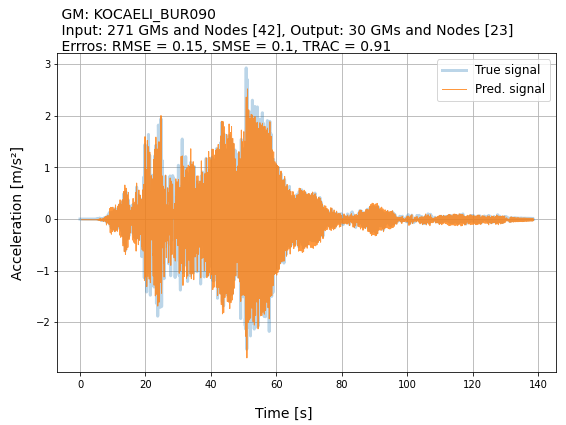 GM: KOCAELI_BUR090
Input: 271 GMs and Nodes [42], Output: 30 GMs and Nodes [23]
Errros: RMSE = 0.15, SMSE = 0.1, TRAC = 0.91
True signal
Pred. signal
3
2
1
0
−1
−2
Acceleration [m/s²]
0 20 40 60 80 100 120 140
Time [s]